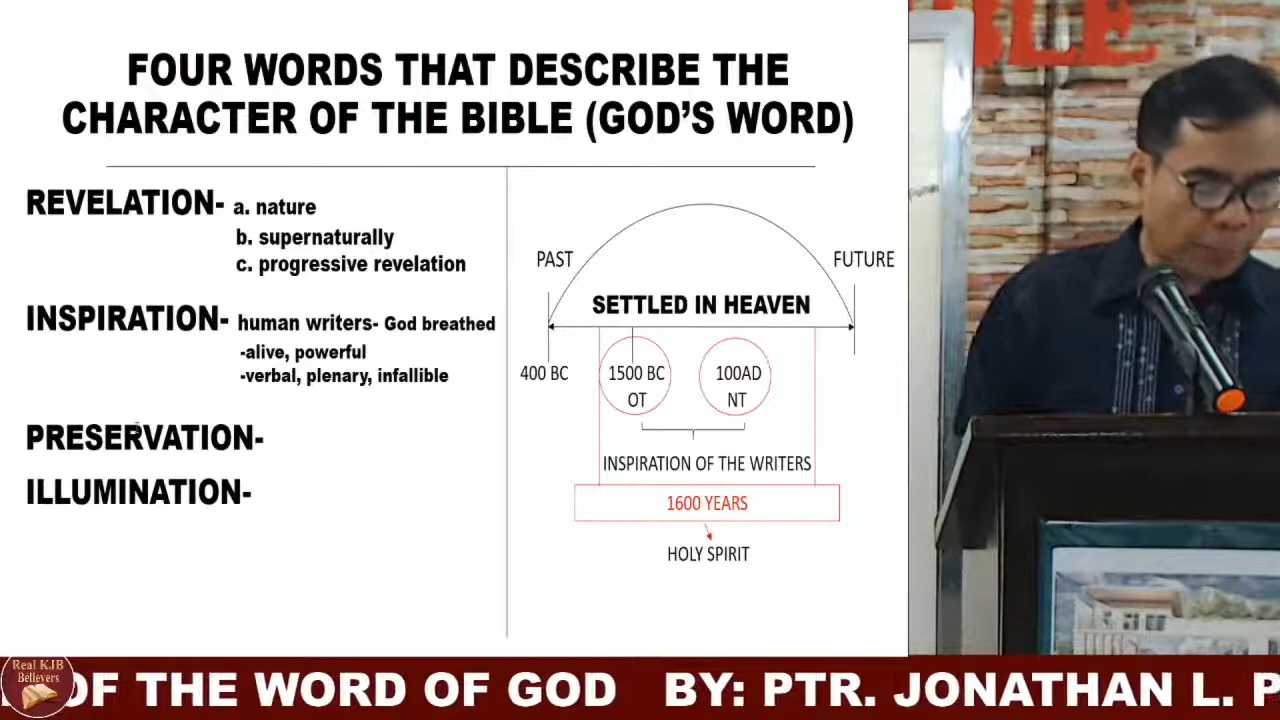 FOUR WORDS THAT DESCRIBE THE
CHARACTER OF THE BIBLE (GOD'S WORD)
REVELATION- a. nature
b. supernaturally
c. progressive revelation
INSPIRATION- human writers- God breathed
-alive, powerful
-verbal, plenary, infallible
PRESERVATION-
ILLUMINATION-
PAST
FUTURE
SETTLED IN HEAVEN
400 BC
1500 BC
OT
100AD
NT
INSPIRATION OF THE WRITERS
1600 YEARS
HOLY SPIRIT
BLE
Real KJB
Believers
OF THE WORD OF GOD BY: PTR. JONATHAN L. P